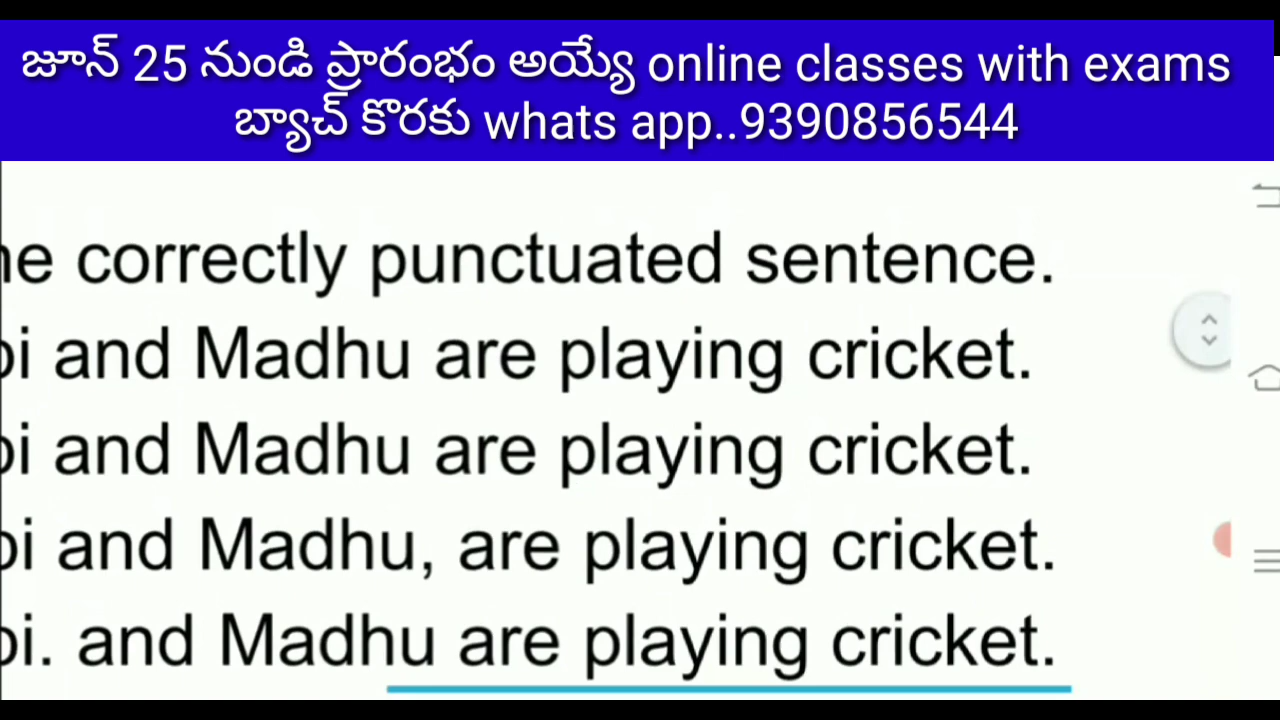 జూన్ 25 నుండి ప్రారంభం అయ్యే online classes with exams
బ్యాచ్ కొరకు whats app..9390856544
correctly punctuated sentence.
and Madhu are playing cricket.
and Madhu are playing cricket.
and Madhu, are playing cricket.
and Madhu are playing cricket.